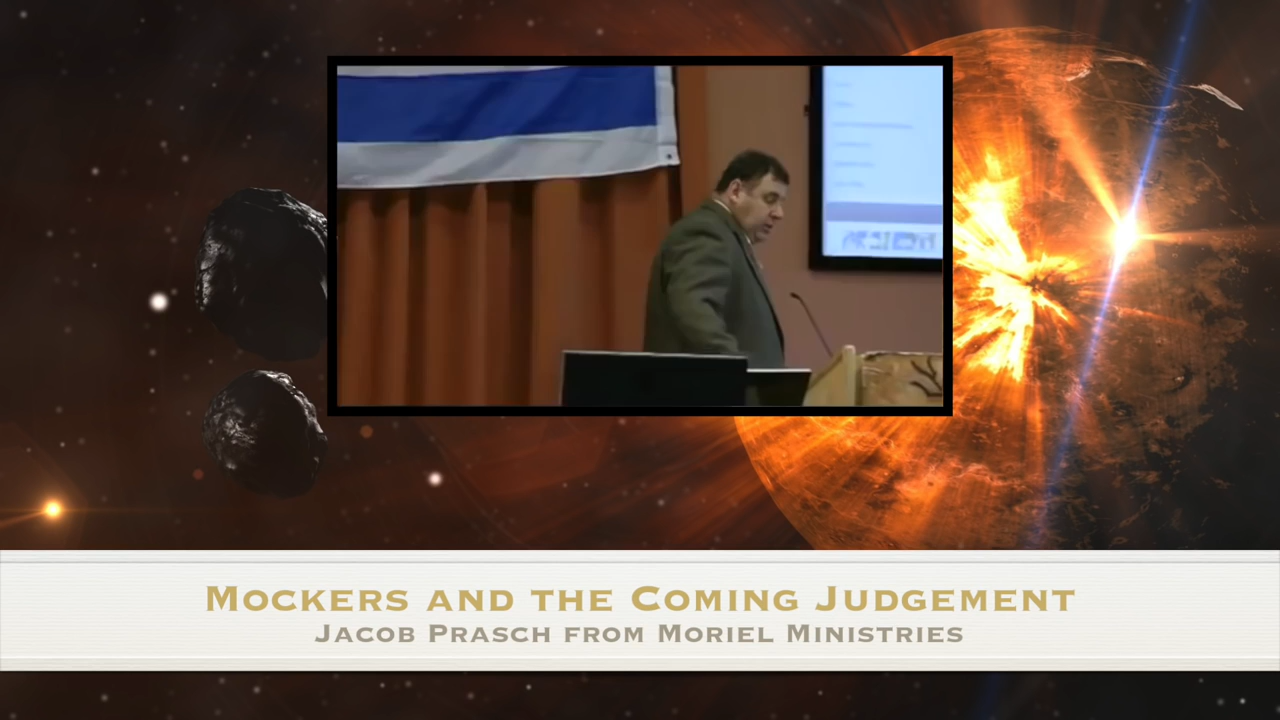 Mockers and the Coming Judgement
Jacob Prasch from Moriel Ministries